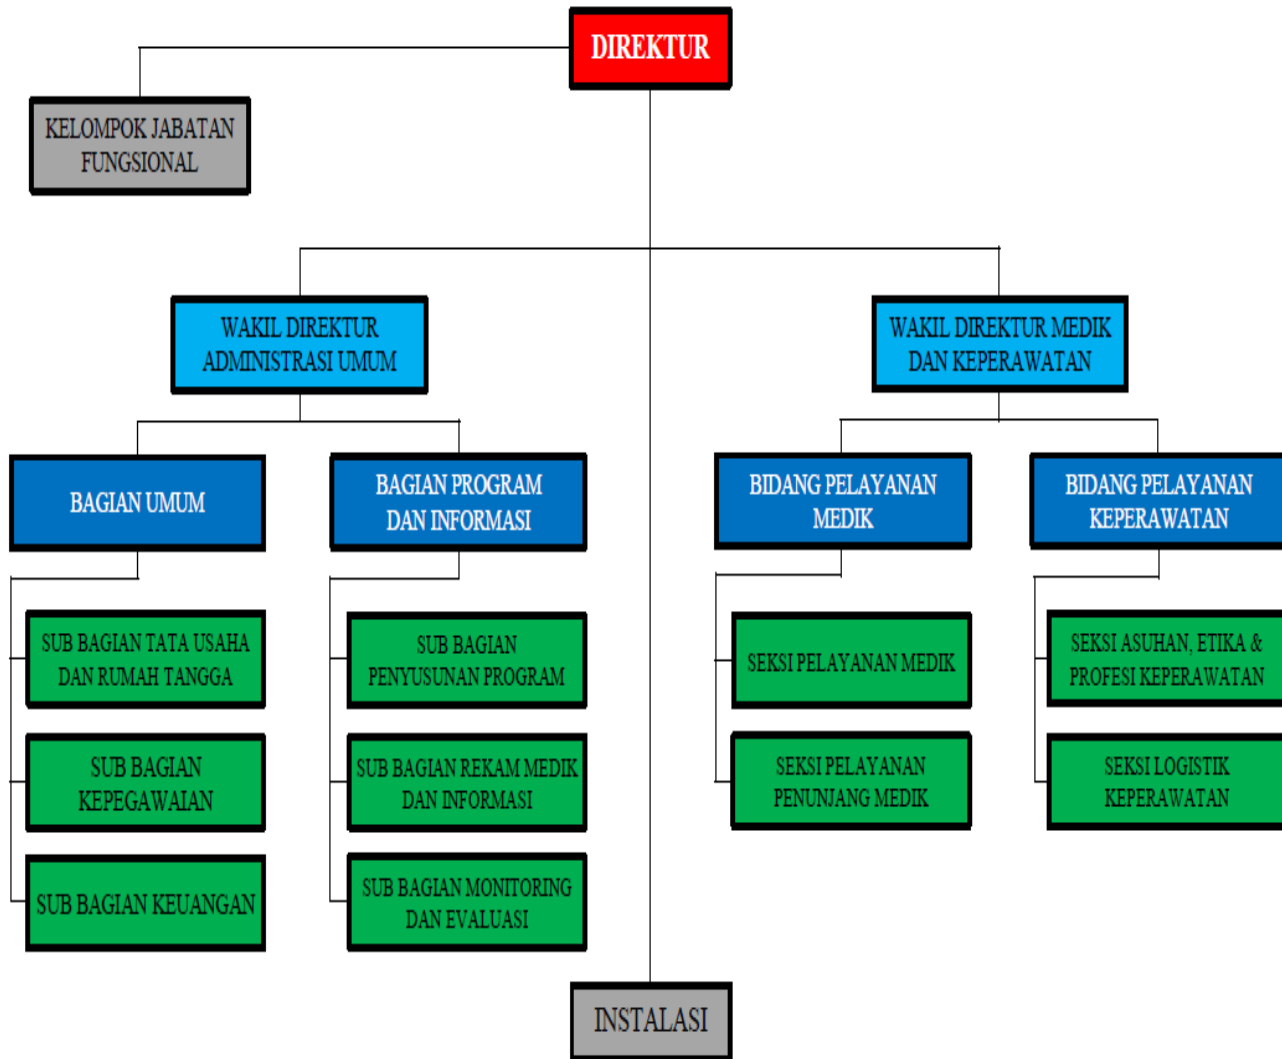 DIREKTUR
KELOMPOK JABATAN
FUNGSIONAL
WAKIL DIREKTUR
ADMINISTRASI UMUM
WAKIL DIREKTUR MEDIK
DAN KEPERAWATAN
BAGIAN UMUM
BAGIAN PROGRAM
DAN INFORMASI
BIDANG PELAYANAN
MEDIK
BIDANG PELAYANAN
KEPERAWATAN
SUB BAGIAN TATA USAHA
DAN RUMAH TANGGA
SUB BAGIAN
PENYUSUNAN PROGRAM
SEKSI PELAYANAN MEDIK
SEKSI ASUHAN, ETIKA &
PROFESI KEPERAWATAN
SUB BAGIAN
KEPEGAWAIAN
SUB BAGIAN REKAM MEDIK
DAN INFORMASI
SEKSI PELAYANAN
PENUNJANG MEDIK
SEKSI LOGISTIK
KEPERAWATAN
SUB BAGIAN KEUANGAN
SUB BAGIAN MONITORING
DAN EVALUASI
INSTALASI